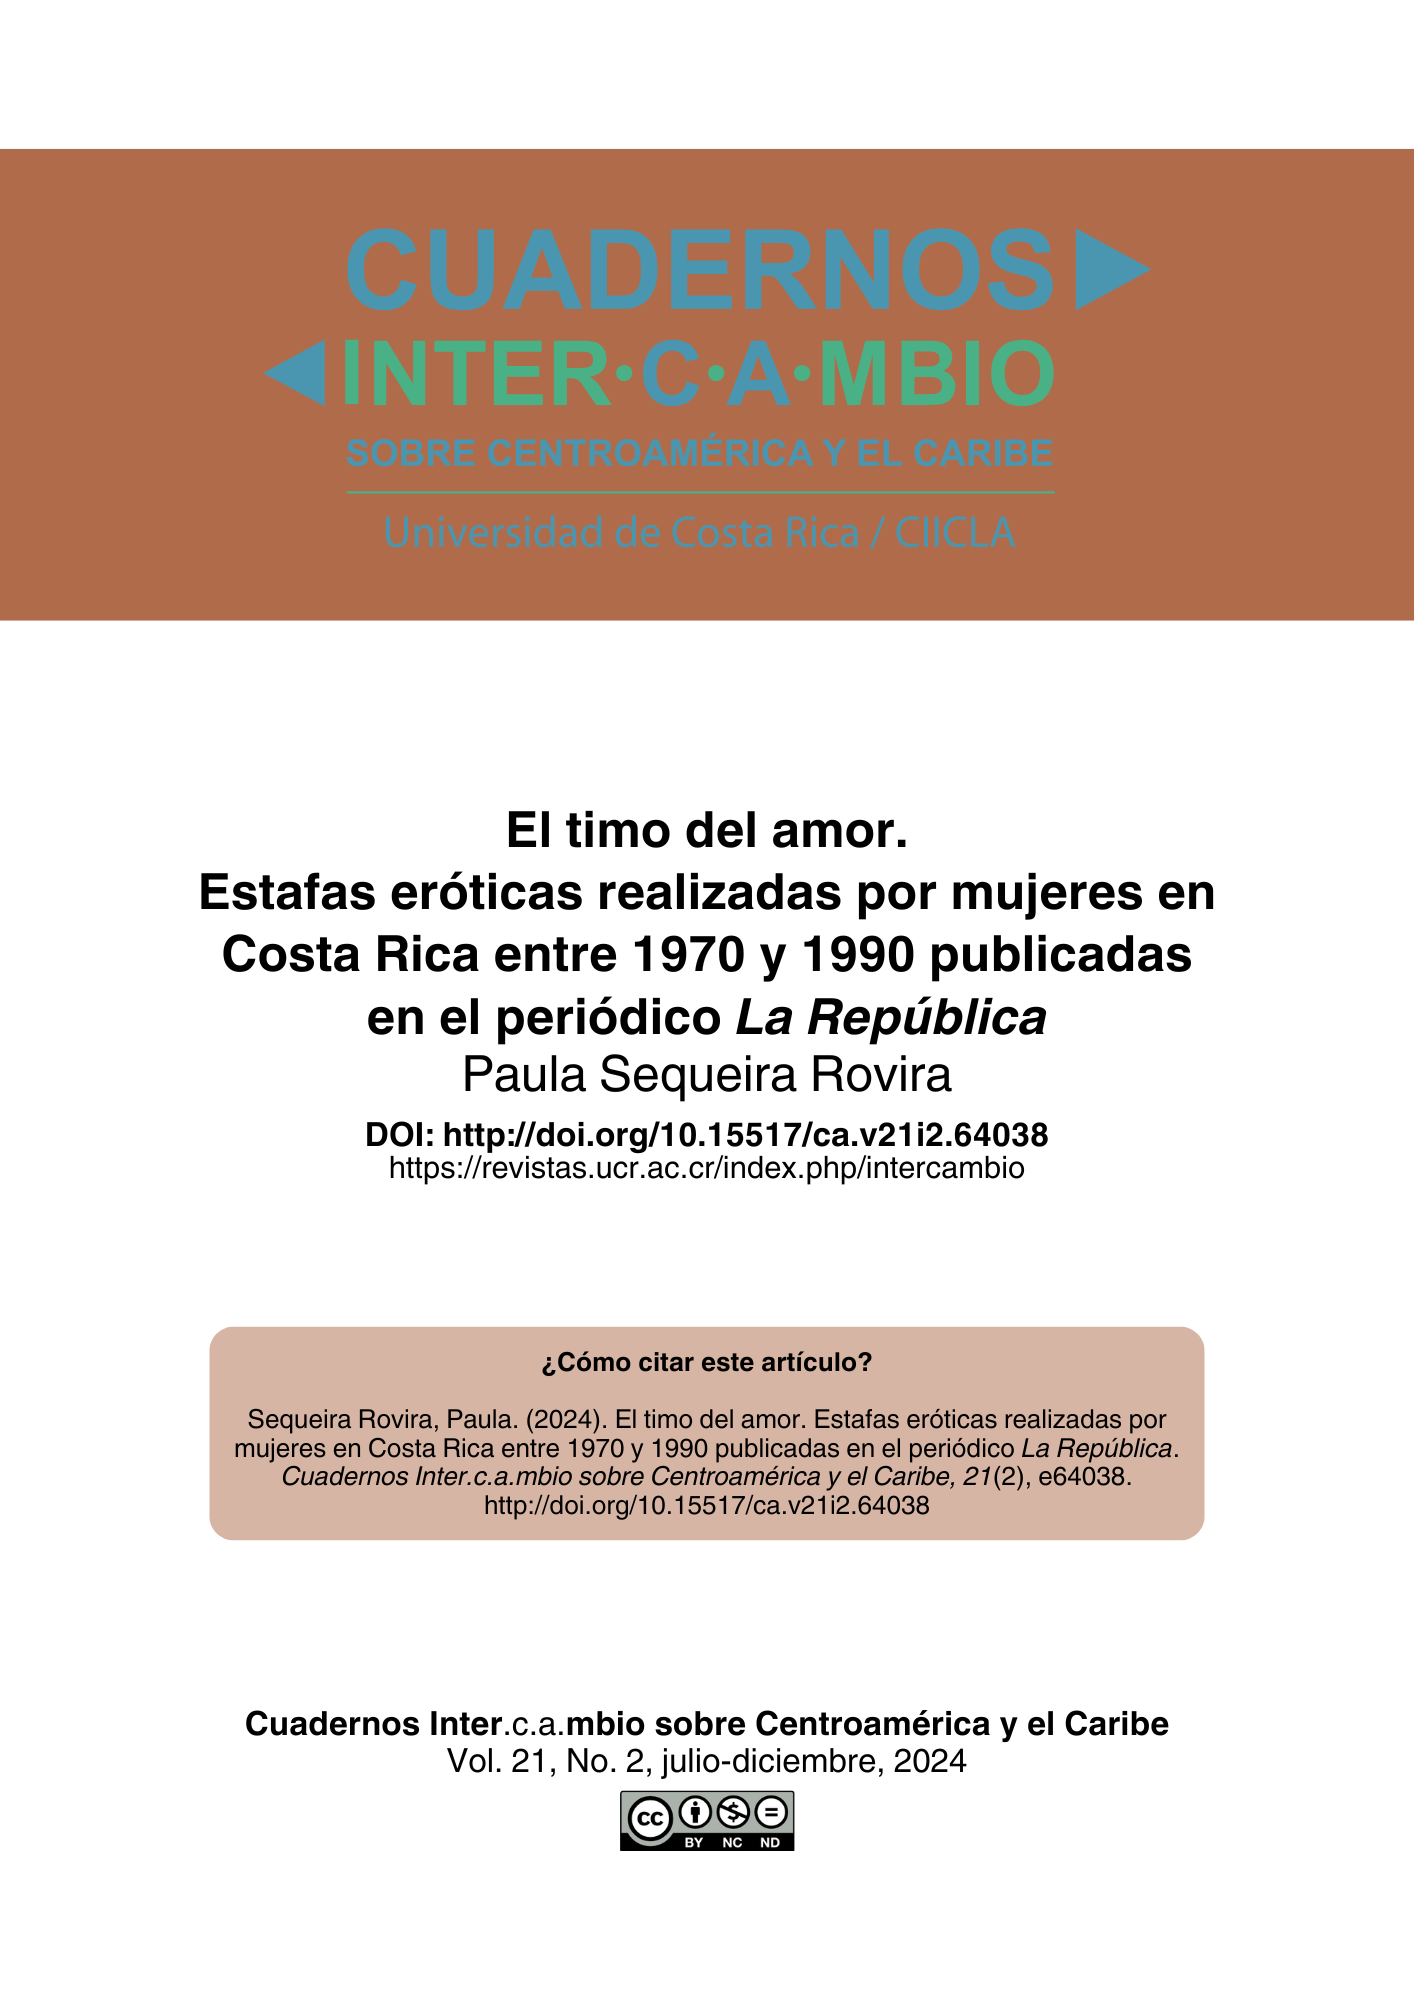 CUADERNOS
INTER·C·A·MBIO
SOBRE CENTROAMÉRICA Y EL CARIBE
Universidad de Costa Rica / CIICLA
El timo del amor.
Estafas eróticas realizadas por mujeres en
Costa Rica entre 1970 y 1990 publicadas
en el periódico La República
Paula Sequeira Rovira
DOI: http://doi.org/10.15517/ca.v21i2.64038
https://revistas.ucr.ac.cr/index.php/intercambio
¿Cómo citar este artículo?
Sequeira Rovira, Paula. (2024). El timo del amor. Estafas eróticas realizadas por
mujeres en Costa Rica entre 1970 y 1990 publicadas en el periódico La República.
Cuadernos Inter.c.a.mbio sobre Centroamérica y el Caribe, 21(2), e64038.
http://doi.org/10.15517/ca.v21i2.64038
Cuadernos Inter.c.a.mbio sobre Centroamérica y el Caribe
Vol. 21, No. 2, julio-diciembre, 2024
cc
BY NC ND